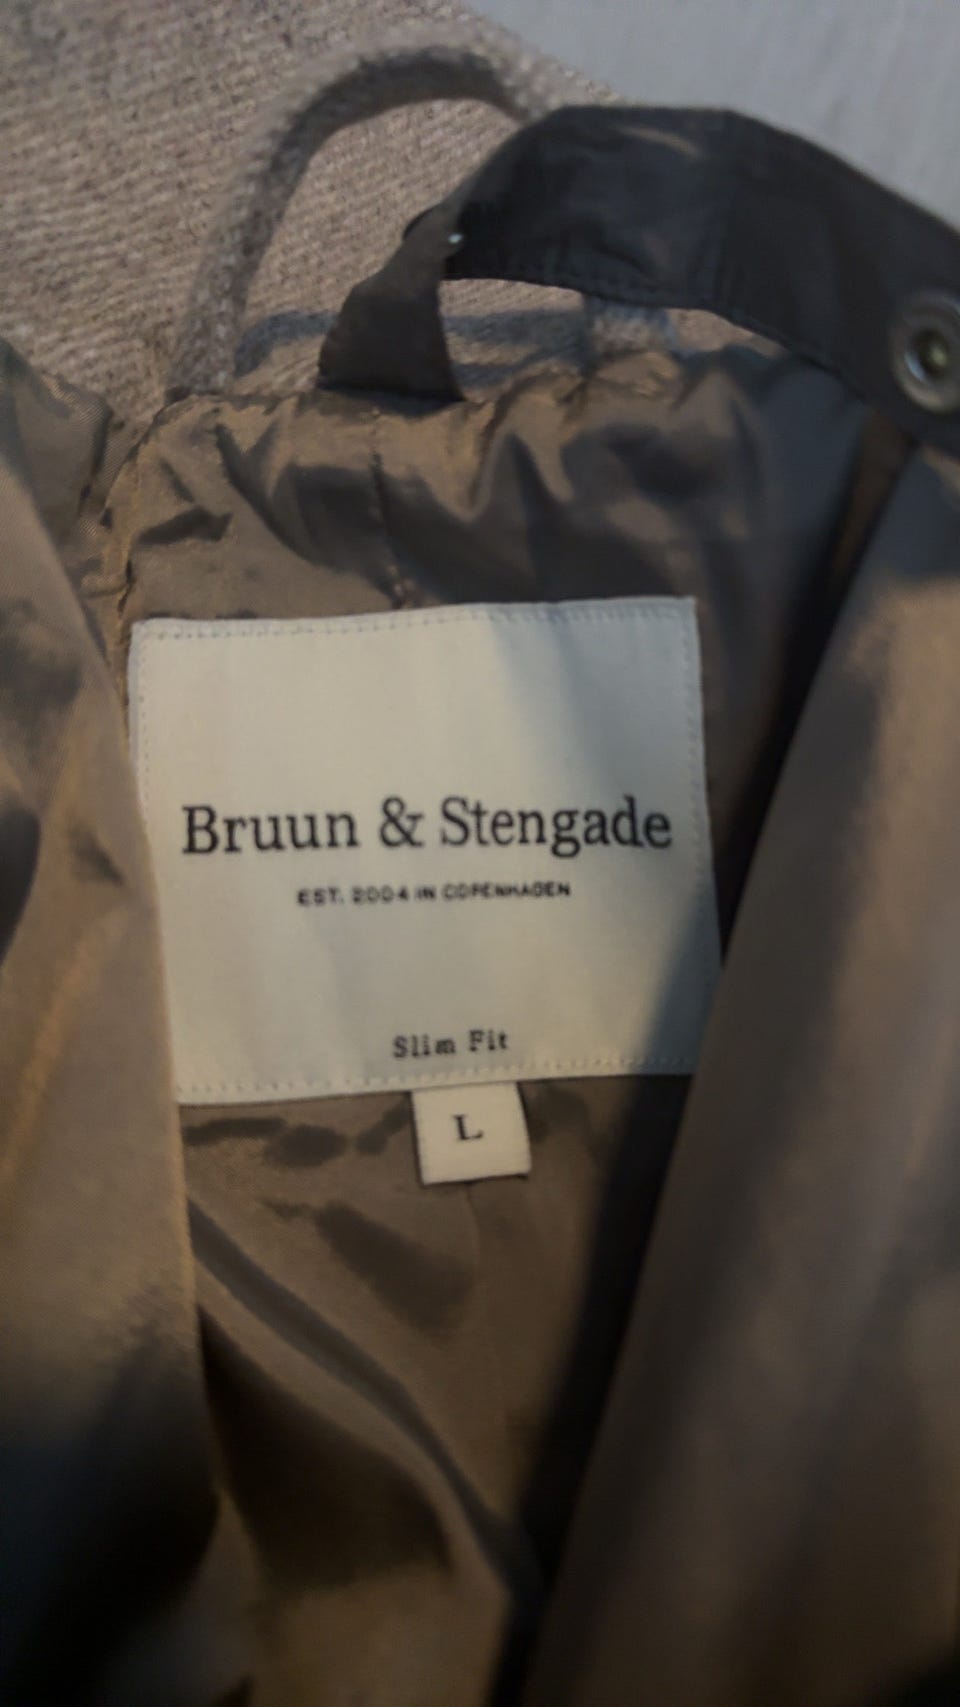 Bruun & Stengade
EST. 2004 IN COPENHAGEN
Slim Fit
L